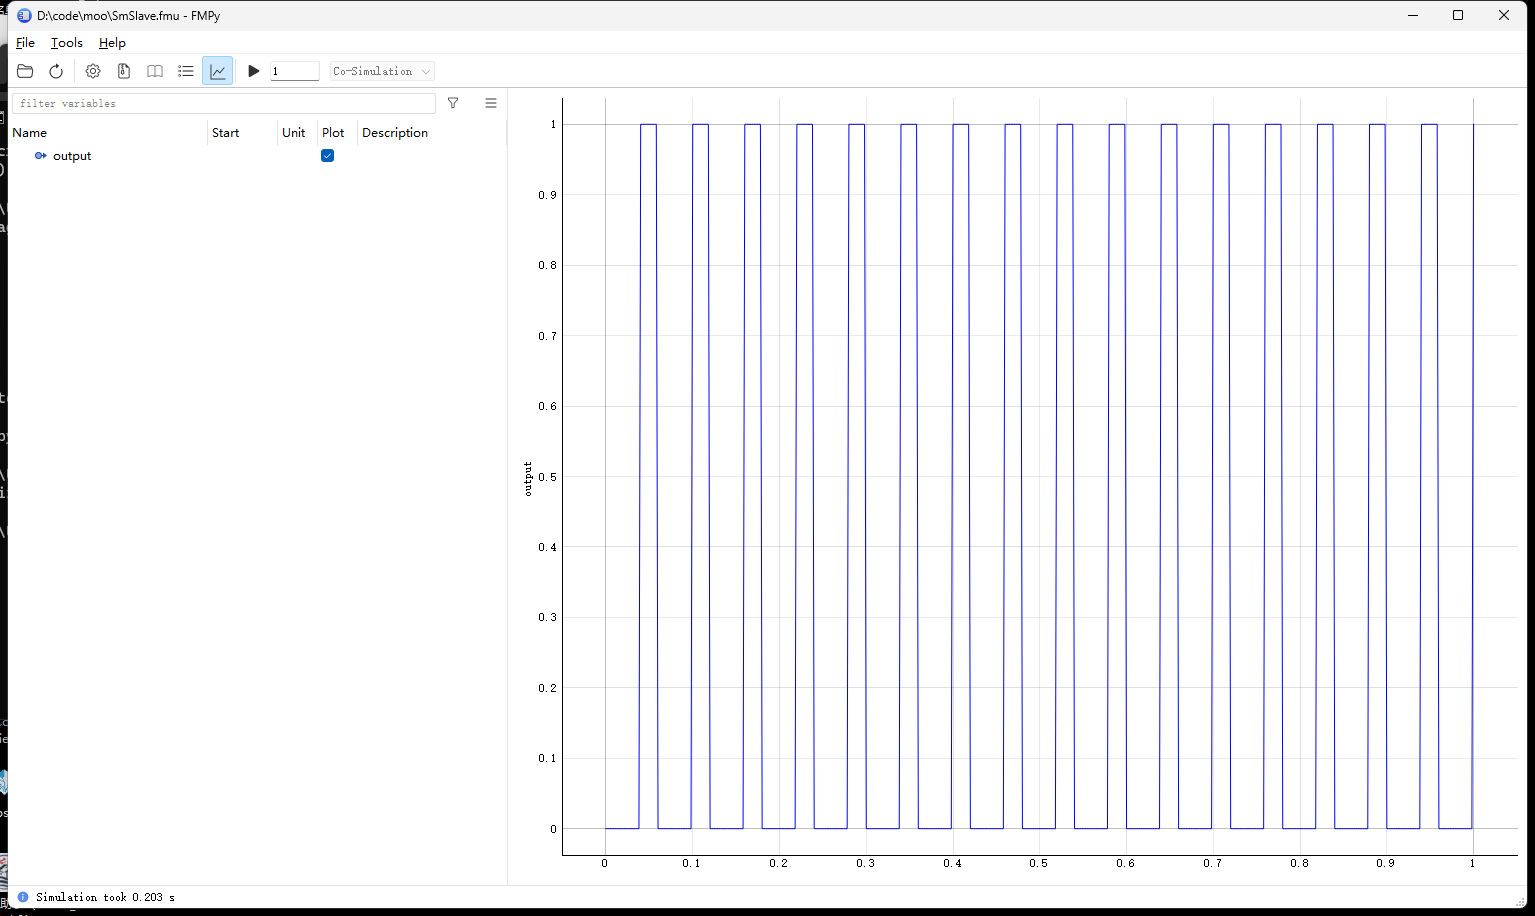 D:\code\moo\SmSlave.fmu - FMPy
File Tools Help
1 Co-Simulation
filter variables
Name Start Unit Plot Description
output
1
0.9
0.8
0.7
0.6
0.5
0.4
0.3
0.2
0.1
0
output
0 0.1 0.2 0.3 0.4 0.5 0.6 0.7 0.8 0.9 1
Simulation took 0.203 s